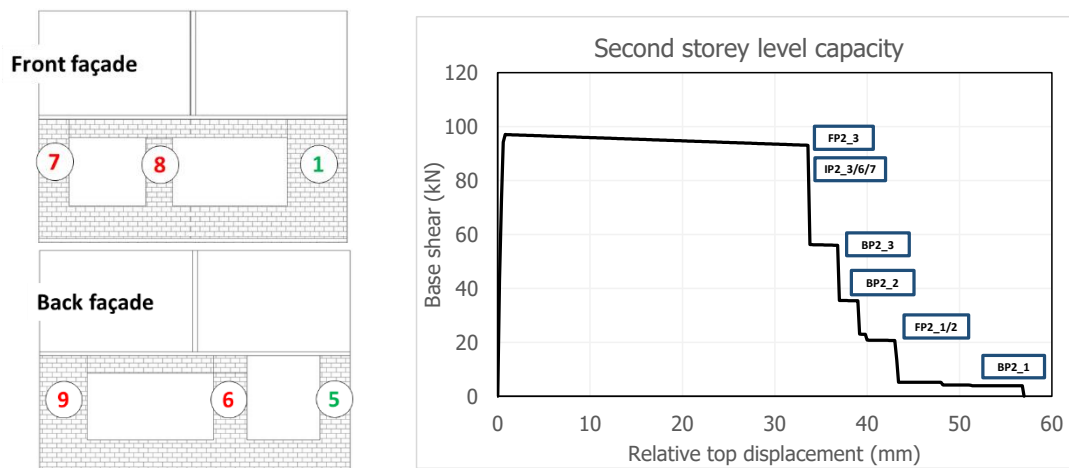 Front façade
7
8
1
Back façade
9
6
5
Second storey level capacity
Base shear (kN)
120
100
80
60
40
20
0
FP2_3
IP2_3/6/7
BP2_3
BP2_2
FP2_1/2
BP2_1
0 10 20 30 40 50 60
Relative top displacement (mm)